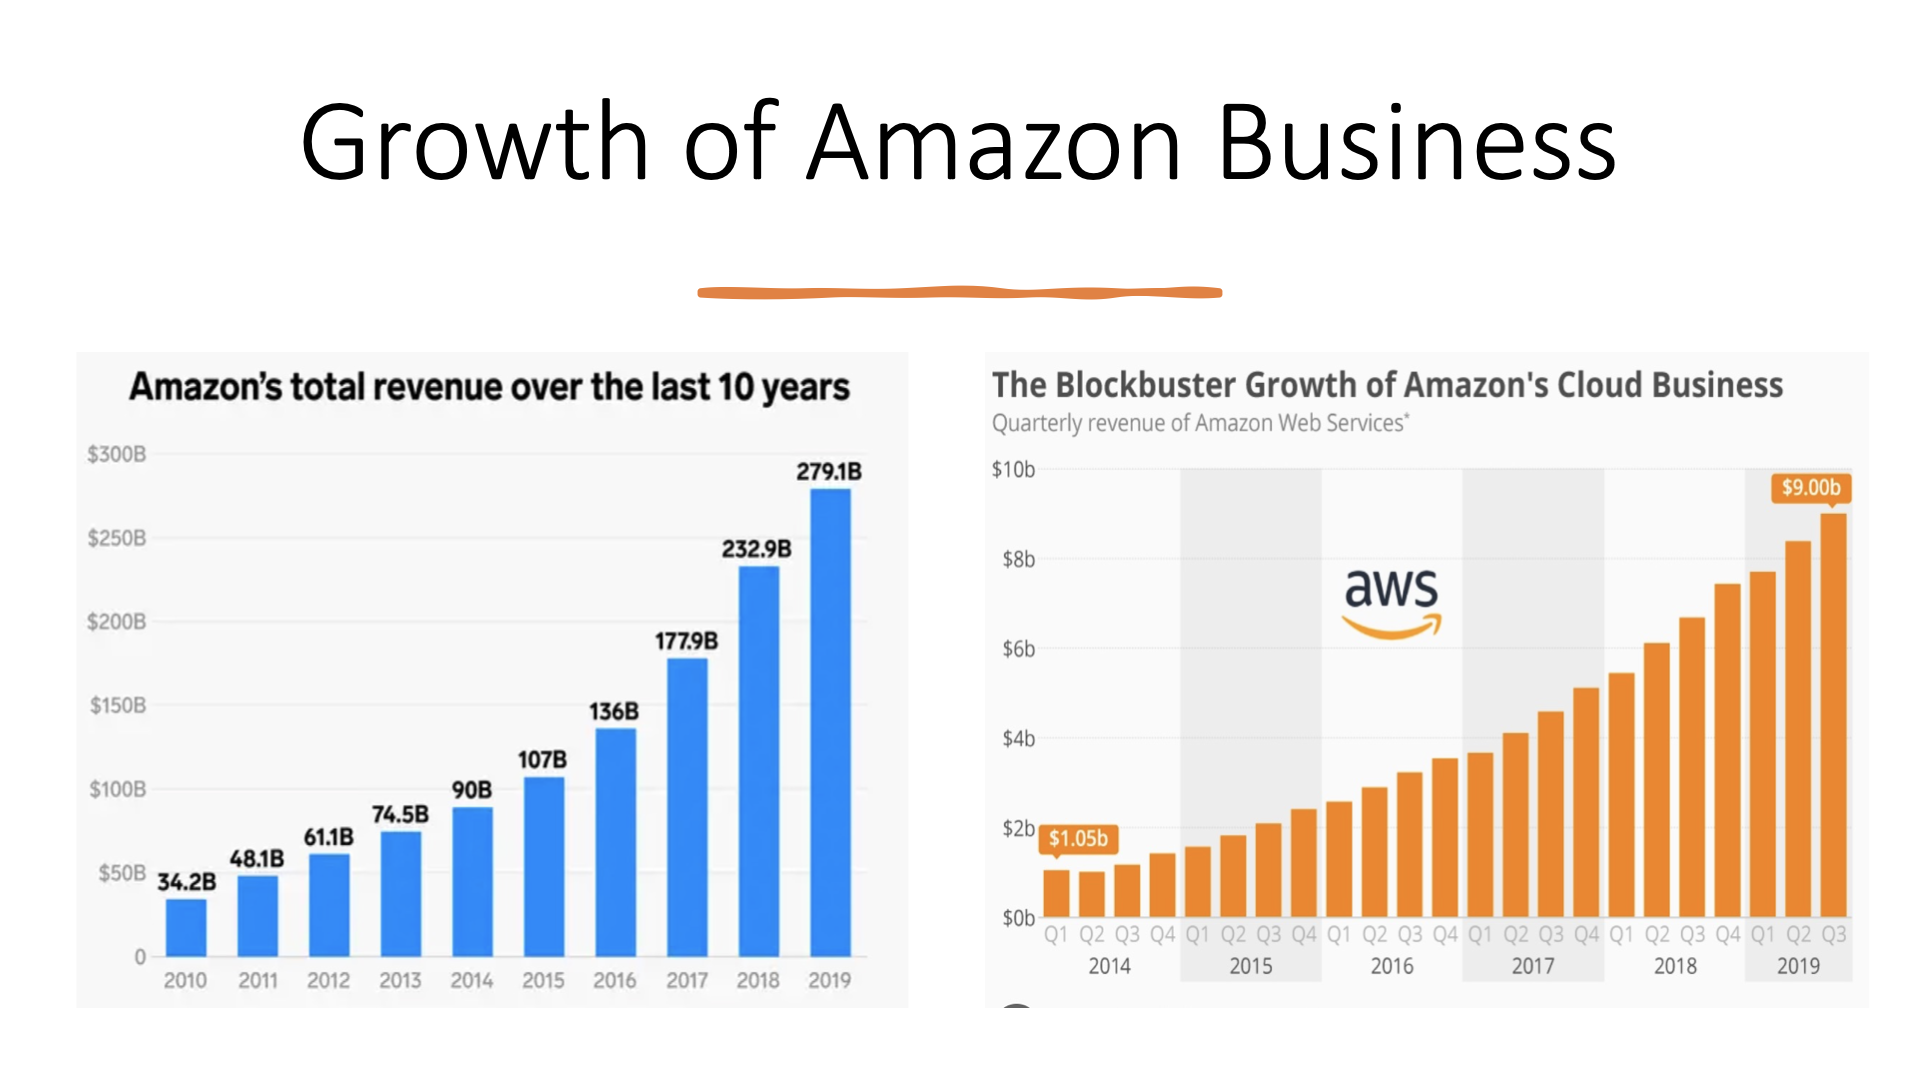 Growth of Amazon Business
Amazon's total revenue over the last 10 years
$300B
$250B
$200B
$150B
$100B
$50B
0
34.2B
48.1B
61.1B
74.5B
90B
107B
136B
177.9B
232.9B
279.1B
2010 2011 2012 2013 2014 2015 2016 2017 2018 2019
The Blockbuster Growth of Amazon's Cloud Business
Quarterly revenue of Amazon Web Services*
$10b
$8b
$6b
$4b
$2b
$0b
$1.05b
aws
$9.00b
Q1 Q2 Q3 Q4 Q1 Q2 Q3 Q4 Q1 Q2 Q3 Q4 Q1 Q2 Q3 Q4 Q1 Q2 Q3 Q4 Q1 Q2 Q3
2014 2015 2016 2017 2018 2019